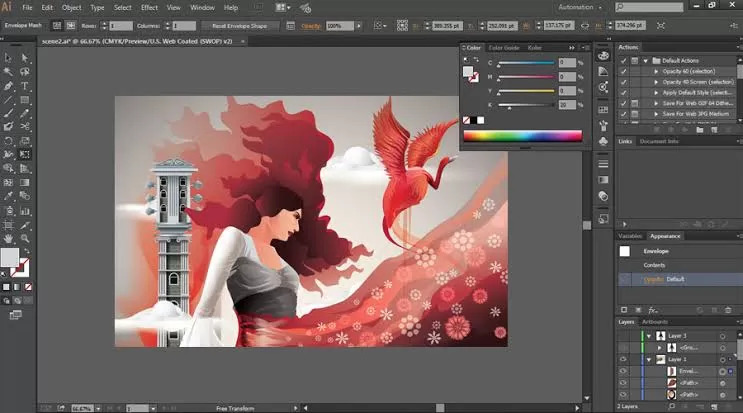 Ai File Edit Object Type Select Effect View Window Help Automation
Envelope Mesh Rows: 1 Columns: 1 Reset Envelope Shape Opacity: 100% X: 389.355 pt Y: 252.091 pt W: 137.175 pt H: 374.296 pt
scene2.ai* @ 66.67% (CMYK/Preview/U.S. Web Coated (SWOP) v2)
Color Color Guide Kuler
C 0 %
M 0 %
Y 0 %
K 20 %
Actions
Default Actions
Opacity 60 (selection)
Opacity 40 Screen (selection)
Apply Default Style (selecti...
Save For Web GIF 64 Dithe...
Save For Web JPG Medium
Links Document Info
Variables Appearance
Envelope
Contents
Opacity: Default
Layers Artboards
Layer 3
<Gro...
Layer 1
Envel...
<Path>
<Path>
2 Layers
66.67% 1 Free Transform